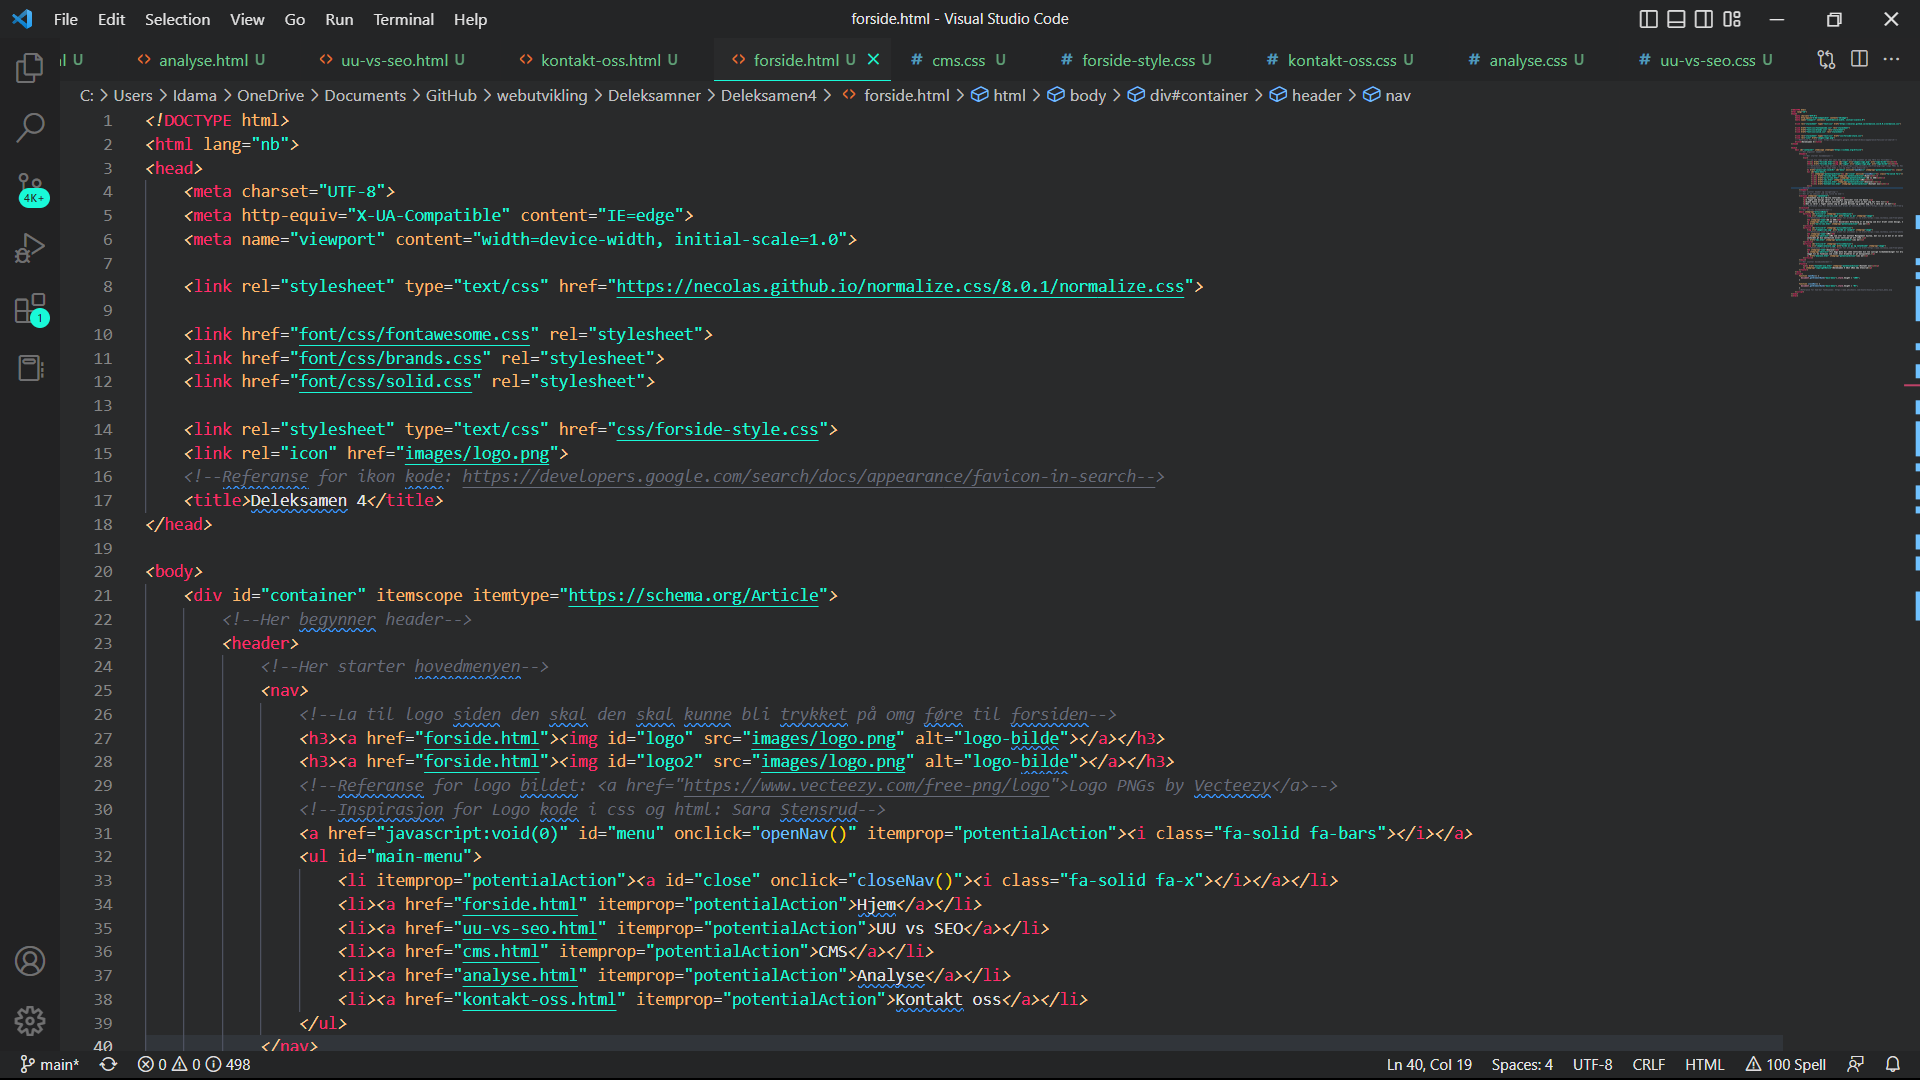 File Edit Selection View Go Run Terminal Help forside.html - Visual Studio Code
al U <> analyse.html U <> uu-vs-seo.html U <> kontakt-oss.html U <> forside.html U # cms.css U # forside-style.css U # kontakt-oss.css U # analyse.css U # uu-vs-seo.css U
C: > Users > Idama > OneDrive > Documents > GitHub > webutvikling > Deleksamner > Deleksamen4 > <> forside.html > html > body > div#container > header > nav
1 <!DOCTYPE html>
2 <html lang="nb">
3 <head>
4 <meta charset="UTF-8">
5 <meta http-equiv="X-UA-Compatible" content="IE=edge">
6 <meta name="viewport" content="width=device-width, initial-scale=1.0">
7
8 <link rel="stylesheet" type="text/css" href="https://necolas.github.io/normalize.css/8.0.1/normalize.css">
9
10 <link href="font/css/fontawesome.css" rel="stylesheet">
11 <link href="font/css/brands.css" rel="stylesheet">
12 <link href="font/css/solid.css" rel="stylesheet">
13
14 <link rel="stylesheet" type="text/css" href="css/forside-style.css">
15 <link rel="icon" href="images/logo.png">
16 <!--Referanse for ikon kode: https://developers.google.com/search/docs/appearance/favicon-in-search-->
17 <title>Deleksamen 4</title>
18 </head>
19
20 <body>
21 <div id="container" itemscope itemtype="https://schema.org/Article">
22 <!--Her begynner header-->
23 <header>
24 <!--Her starter hovedmenyen-->
25 <nav>
26 <!--La til logo siden den skal den skal kunne bli trykket på omg føre til forsiden-->
27 <h3><a href="forside.html"><img id="logo" src="images/logo.png" alt="logo-bilde"></a></h3>
28 <h3><a href="forside.html"><img id="logo2" src="images/logo.png" alt="logo-bilde"></a></h3>
29 <!--Referanse for logo bildet: <a href="https://www.vecteezy.com/free-png/logo">Logo PNGs by Vecteezy</a>-->
30 <!--Inspirasjon for Logo kode i css og html: Sara Stensrud-->
31 <a href="javascript:void(0)" id="menu" onclick="openNav()" itemprop="potentialAction"><i class="fa-solid fa-bars"></i></a>
32 <ul id="main-menu">
33 <li itemprop="potentialAction"><a id="close" onclick="closeNav()"><i class="fa-solid fa-x"></i></a></li>
34 <li><a href="forside.html" itemprop="potentialAction">Hjem</a></li>
35 <li><a href="uu-vs-seo.html" itemprop="potentialAction">UU vs SEO</a></li>
36 <li><a href="cms.html" itemprop="potentialAction">CMS</a></li>
37 <li><a href="analyse.html" itemprop="potentialAction">Analyse</a></li>
38 <li><a href="kontakt-oss.html" itemprop="potentialAction">Kontakt oss</a></li>
39 </ul>
40 </nav>
4K+
1
main* 0 0 498 Ln 40, Col 19 Spaces: 4 UTF-8 CRLF HTML 100 Spell